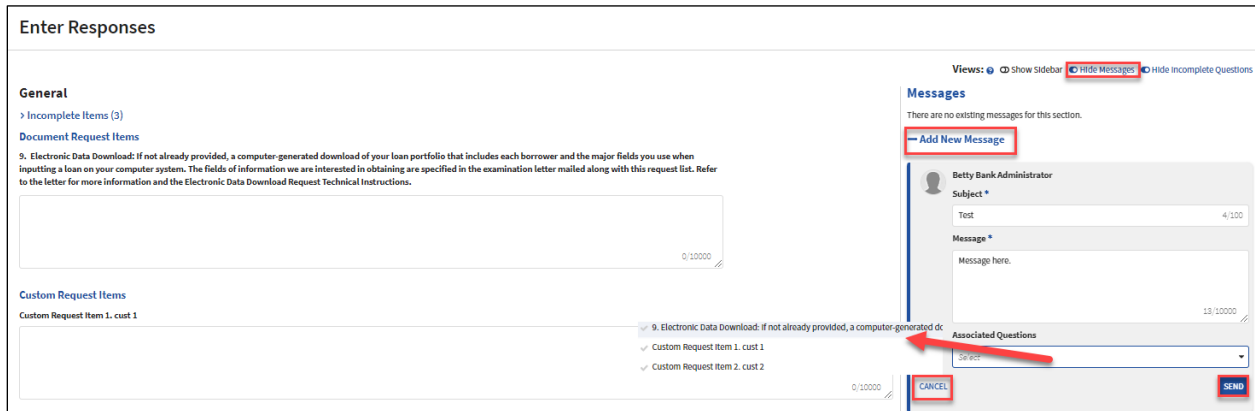 Enter Responses
Views: Show Sidebar Hide Messages Hide Incomplete Questions
General
> Incomplete Items (3)
Document Request Items
9. Electronic Data Download: If not already provided, a computer-generated download of your loan portfolio that includes each borrower and the major fields you use when
inputting a loan on your computer system. The fields of information we are interested in obtaining are specified in the examination letter mailed along with this request list. Refer
to the letter for more information and the Electronic Data Download Request Technical Instructions.
0/10000
Custom Request Items
Custom Request Item 1. cust 1
9. Electronic Data Download: If not already provided, a computer-generated dc
Custom Request Item 1. cust 1
Custom Request Item 2. cust 2
0/10000
Messages
There are no existing messages for this section.
— Add New Message
Betty Bank Administrator
Subject *
Test
4/100
Message *
Message here.
13/10000
Associated Questions
Select
CANCEL
SEND